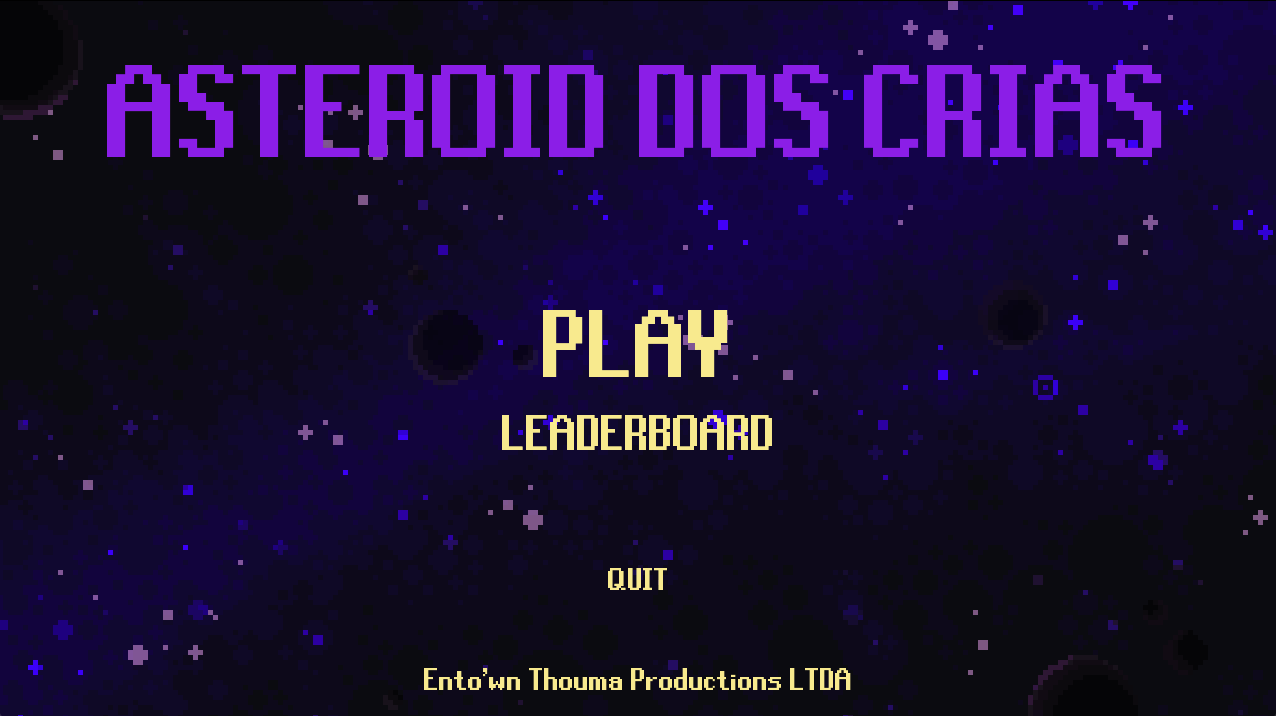 ASTEROID DOS CRIAS
PLAY
LEADERBOARD
QUIT
Ento'wn Thouma Productions LTDA